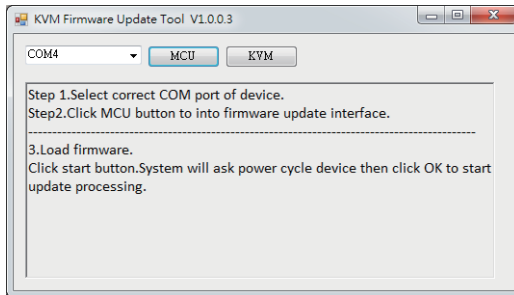 KVM Firmware Update Tool V1.0.0.3
COM4 MCU KVM
Step 1.Select correct COM port of device.
Step2.Click MCU button to into firmware update interface.
--------------------------------------------------------------------------------
3.Load firmware.
Click start button.System will ask power cycle device then click OK to start
update processing.